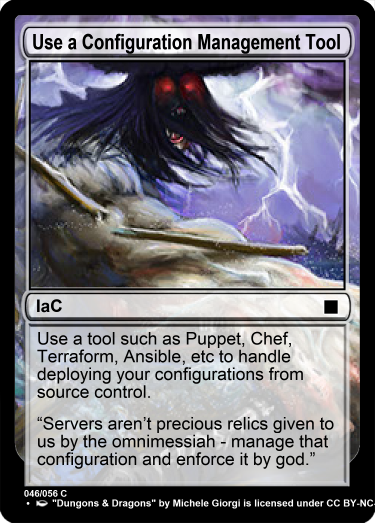 Use a Configuration Management Tool
IaC
Use a tool such as Puppet, Chef,
Terraform, Ansible, etc to handle
deploying your configurations from
source control.
“Servers aren’t precious relics given to
us by the omnimessiah - manage that
configuration and enforce it by god.”
046/056 C
• "Dungeons & Dragons" by Michele Giorgi is licensed under CC BY-NC-